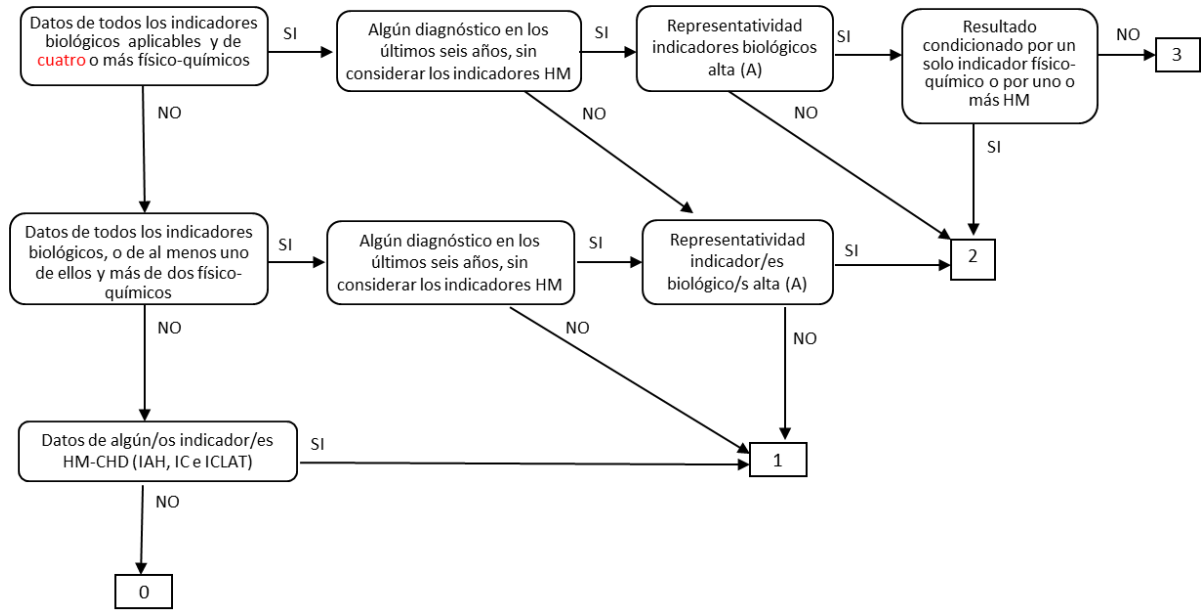 Datos de todos los indicadores
biológicos aplicables y de
cuatro o más físico-químicos
SI
Algún diagnóstico en los
últimos seis años, sin
considerar los indicadores HM
SI
Representatividad
indicadores biológicos
alta (A)
SI
Resultado
condicionado por un
solo indicador físico-
químico o por uno o
más HM
NO
3
NO
NO
NO
SI
Datos de todos los indicadores
biológicos, o de al menos uno
de ellos y más de dos físico-
químicos
SI
Algún diagnóstico en los
últimos seis años, sin
considerar los indicadores HM
SI
Representatividad
indicador/es
biológico/s alta (A)
SI
2
NO
NO
NO
Datos de algún/os indicador/es
HM-CHD (IAH, IC e ICLAT)
SI
1
NO
0